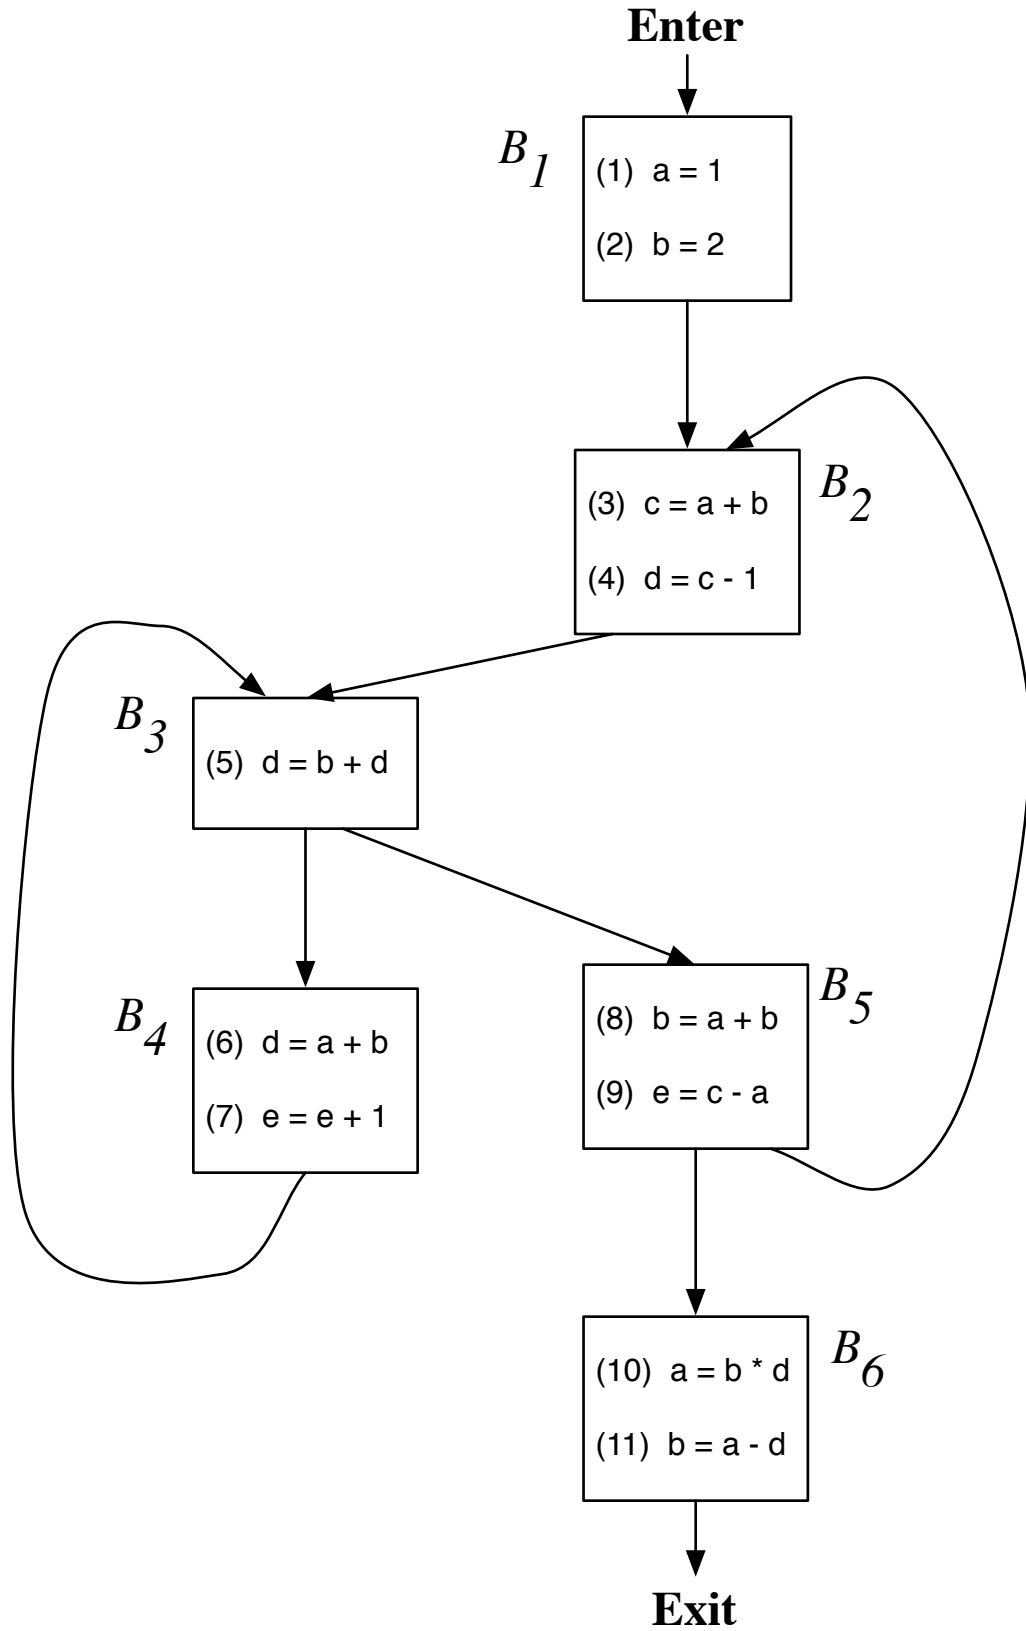 Enter
B1
(1) a = 1
(2) b = 2
B2
(3) c = a + b
(4) d = c - 1
B3
(5) d = b + d
B4
(6) d = a + b
(7) e = e + 1
B5
(8) b = a + b
(9) e = c - a
B6
(10) a = b * d
(11) b = a - d
Exit